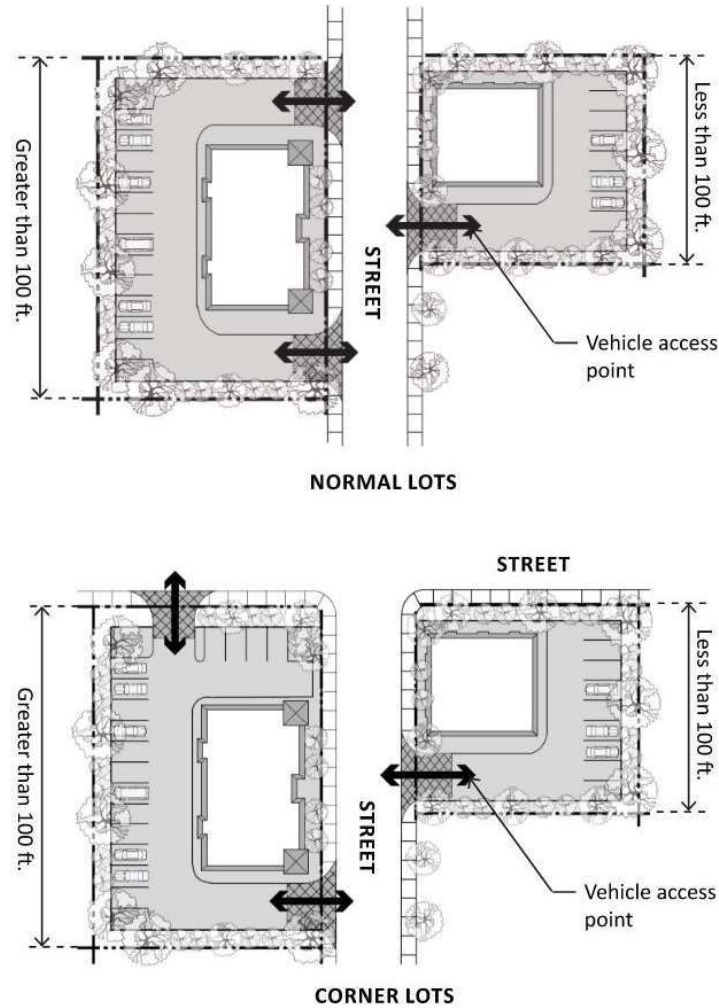 Greater than 100 ft.
STREET
Less than 100 ft.
Vehicle access
point
NORMAL LOTS
STREET
Greater than 100 ft.
STREET
Less than 100 ft.
Vehicle access
point
CORNER LOTS